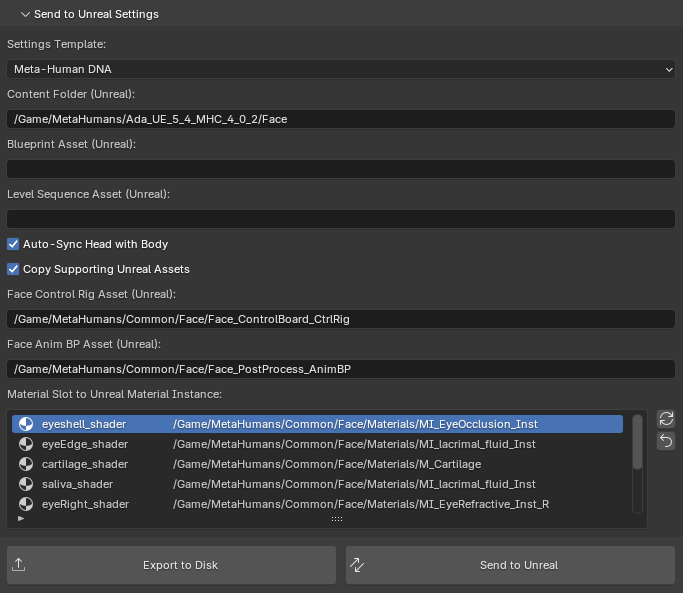 Send to Unreal Settings
Settings Template:
Meta-Human DNA
Content Folder (Unreal):
/Game/MetaHumans/Ada_UE_5_4_MHC_4_0_2/Face
Blueprint Asset (Unreal):
Level Sequence Asset (Unreal):
Auto-Sync Head with Body
Copy Supporting Unreal Assets
Face Control Rig Asset (Unreal):
/Game/MetaHumans/Common/Face/Face_ControlBoard_CtrlRig
Face Anim BP Asset (Unreal):
/Game/MetaHumans/Common/Face/Face_PostProcess_AnimBP
Material Slot to Unreal Material Instance:
eyeshell_shader /Game/MetaHumans/Common/Face/Materials/MI_EyeOcclusion_Inst
eyeEdge_shader /Game/MetaHumans/Common/Face/Materials/MI_lacrimal_fluid_Inst
cartilage_shader /Game/MetaHumans/Common/Face/Materials/M_Cartilage
saliva_shader /Game/MetaHumans/Common/Face/Materials/MI_lacrimal_fluid_Inst
eyeRight_shader /Game/MetaHumans/Common/Face/Materials/MI_EyeRefractive_Inst_R
Export to Disk Send to Unreal